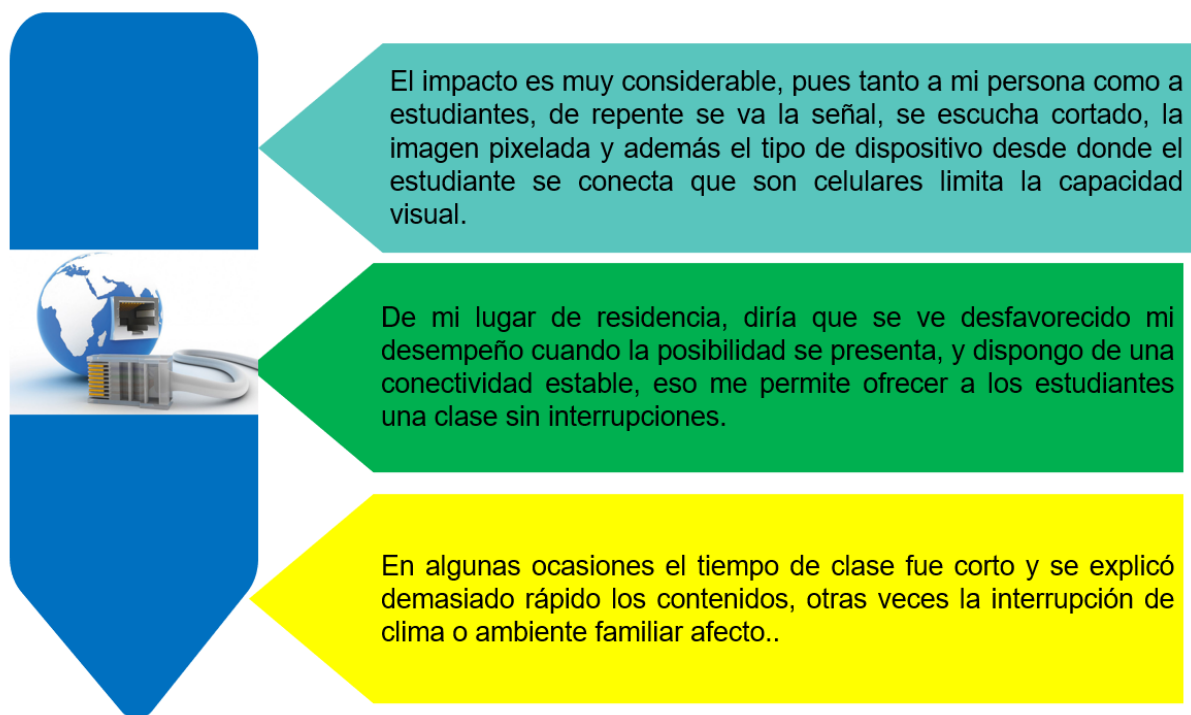 El impacto es muy considerable, pues tanto a mi persona como a
estudiantes, de repente se va la señal, se escucha cortado, la
imagen pixelada y además el tipo de dispositivo desde donde el
estudiante se conecta que son celulares limita la capacidad
visual.
De mi lugar de residencia, diría que se ve desfavorecido mi
desempeño cuando la posibilidad se presenta, y dispongo de una
conectividad estable, eso me permite ofrecer a los estudiantes
una clase sin interrupciones.
En algunas ocasiones el tiempo de clase fue corto y se explicó
demasiado rápido los contenidos, otras veces la interrupción de
clima o ambiente familiar afecto..